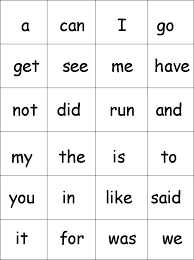 a can I go
get see me have
not did run and
my the is to
you in like said
it for was we